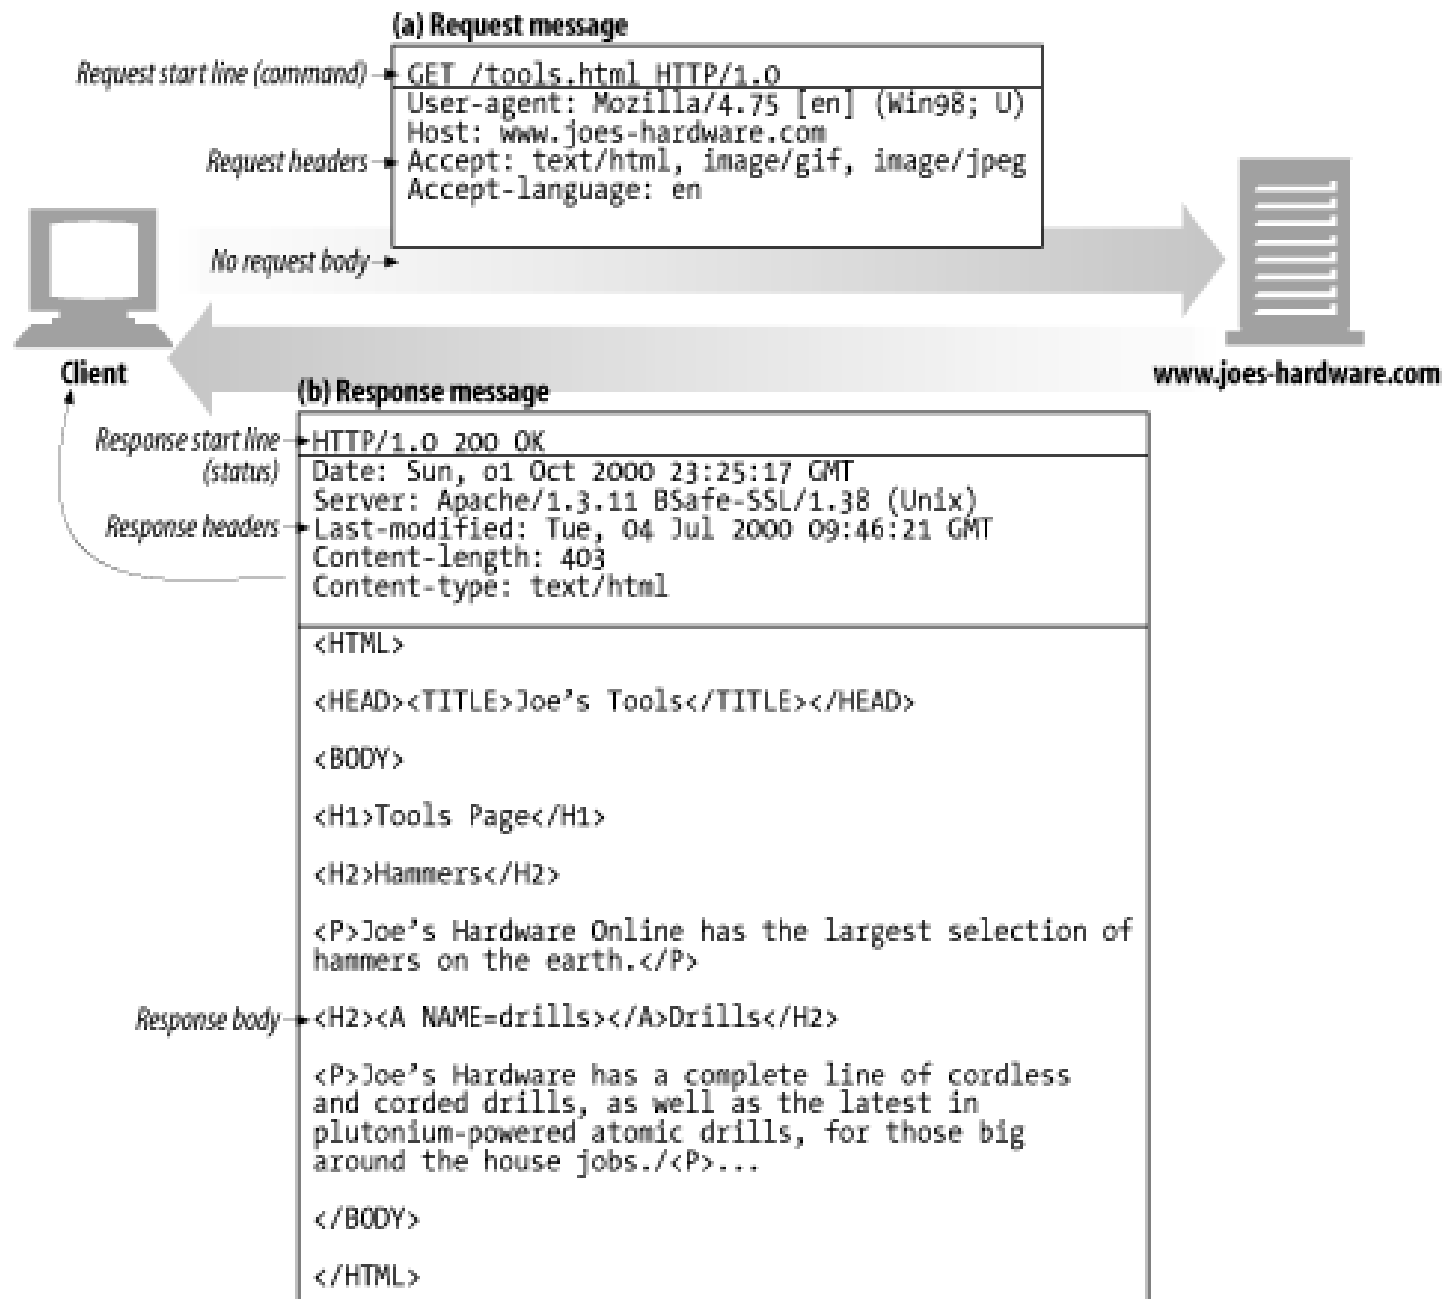 (a) Request message
Request start line (command)
GET /tools.html HTTP/1.0
User-agent: Mozilla/4.75 [en] (Win98; U)
Host: www.joes-hardware.com
Request headers
Accept: text/html, image/gif, image/jpeg
Accept-language: en
No request body
Client
www.joes-hardware.com
(b) Response message
Response start line
(status)
HTTP/1.0 200 OK
Date: Sun, 01 Oct 2000 23:25:17 GMT
Server: Apache/1.3.11 BSafe-SSL/1.38 (Unix)
Response headers
Last-modified: Tue, 04 Jul 2000 09:46:21 GMT
Content-length: 403
Content-type: text/html
<HTML>
<HEAD><TITLE>Joe's Tools</TITLE></HEAD>
<BODY>
<H1>Tools Page</H1>
<H2>Hammers</H2>
<P>Joe's Hardware Online has the largest selection of
hammers on the earth.</P>
Response body
<H2><A NAME=drills></A>Drills</H2>
<P>Joe's Hardware has a complete line of cordless
and corded drills, as well as the latest in
plutonium-powered atomic drills, for those big
around the house jobs./<P>...
</BODY>
</HTML>